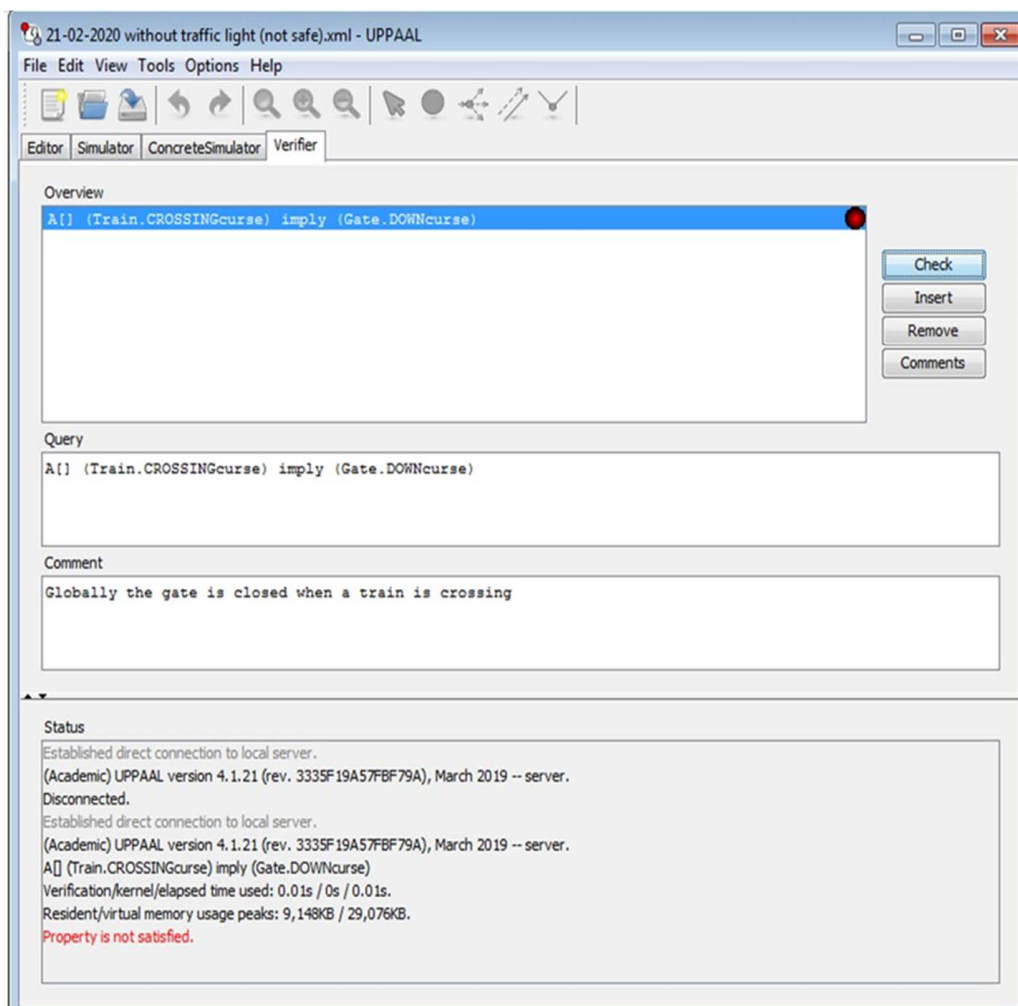 21-02-2020 without traffic light (not safe).xml - UPPAAL
File Edit View Tools Options Help
Editor Simulator ConcreteSimulator Verifier
Overview
A[] (Train.CROSSINGcurse) imply (Gate.DOWNcurse)
Check
Insert
Remove
Comments
Query
A[] (Train.CROSSINGcurse) imply (Gate.DOWNcurse)
Comment
Globally the gate is closed when a train is crossing
Status
Established direct connection to local server.
(Academic) UPPAAL version 4.1.21 (rev. 3335F19A57FBF79A), March 2019 -- server.
Disconnected.
Established direct connection to local server.
(Academic) UPPAAL version 4.1.21 (rev. 3335F19A57FBF79A), March 2019 -- server.
A[] (Train.CROSSINGcurse) imply (Gate.DOWNcurse)
Verification/kernel/elapsed time used: 0.01s / 0s / 0.01s.
Resident/virtual memory usage peaks: 9,148KB / 29,076KB.
Property is not satisfied.